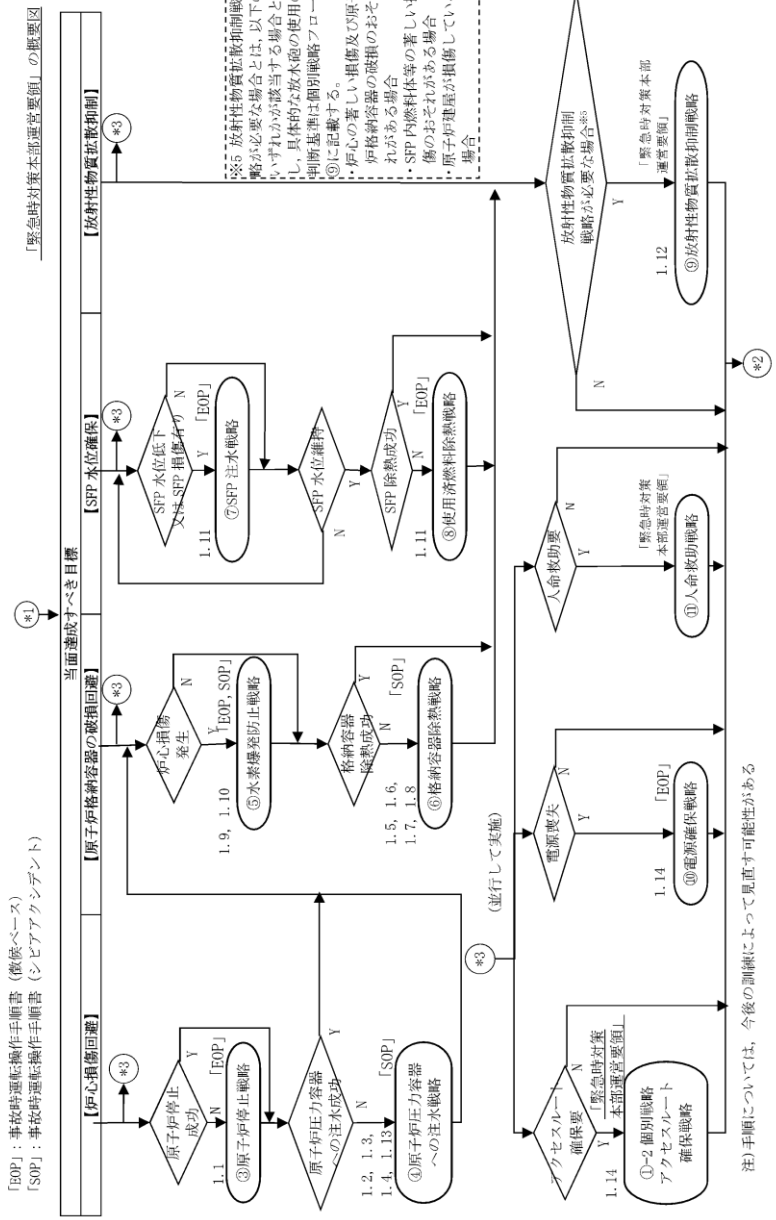 「緊急時対策本部運営要領」の概要図
「EOP」：事故時運転操作手順書（徴候ベース）
「SOP」：事故時運転操作手順書（シビアアクシデント）
*1
当面達成すべき目標
【炉心損傷回避】
【原子炉格納容器の破損回避】
【SFP 水位確保】
【放射性物質拡散抑制】
*3
原子炉停止
成功
Y
N
「EOP」
1.1
③原子炉停止戦略
原子炉圧力容器
への注水成功
Y
N
1.2, 1.3,
1.4, 1.13
「SOP」
④原子炉圧力容器
への注水戦略
*3
炉心損傷
発生
N
Y
「EOP, SOP」
1.9, 1.10
⑤水素爆発防止戦略
格納容器
除熱成功
Y
N
「SOP」
1.5, 1.6,
1.7, 1.8
⑥格納容器除熱戦略
*3
SFP 水位低下
又は SFP 損傷有り
N
Y
「EOP」
1.11
⑦SFP 注水戦略
SFP 水位維持
N
Y
SFP 除熱成功
Y
N
「EOP」
1.11
⑧使用済燃料除熱戦略
*3
※5 放射性物質拡散抑制戦
略が必要な場合とは，以下の
いずれかが該当する場合と
し，具体的な放水砲の使用の
判断基準は個別戦略フロー
⑨に記載する。
・炉心の著しい損傷及び原
炉格納容器の破損のおそ
れがある場合
・SFP 内燃料体等の著しい
傷のおそれがある場合
・原子炉建屋が損傷してい
場合
放射性物質拡散抑制
戦略が必要な場合※5
N
Y
「緊急時対策本部
運営要領」
1.12
⑨放射性物質拡散抑制戦略
*3
(並行して実施)
アクセスルート
確保要
N
Y
「緊急時対策
本部運営要領」
1.14
①-2 個別戦略
アクセスルート
確保戦略
電源喪失
N
Y
「EOP」
1.14
⑩電源確保戦略
人命救助要
N
Y
「緊急時対策
本部運営要領」
⑪人命救助戦略
*2
注）手順については，今後の訓練によって見直す可能性がある